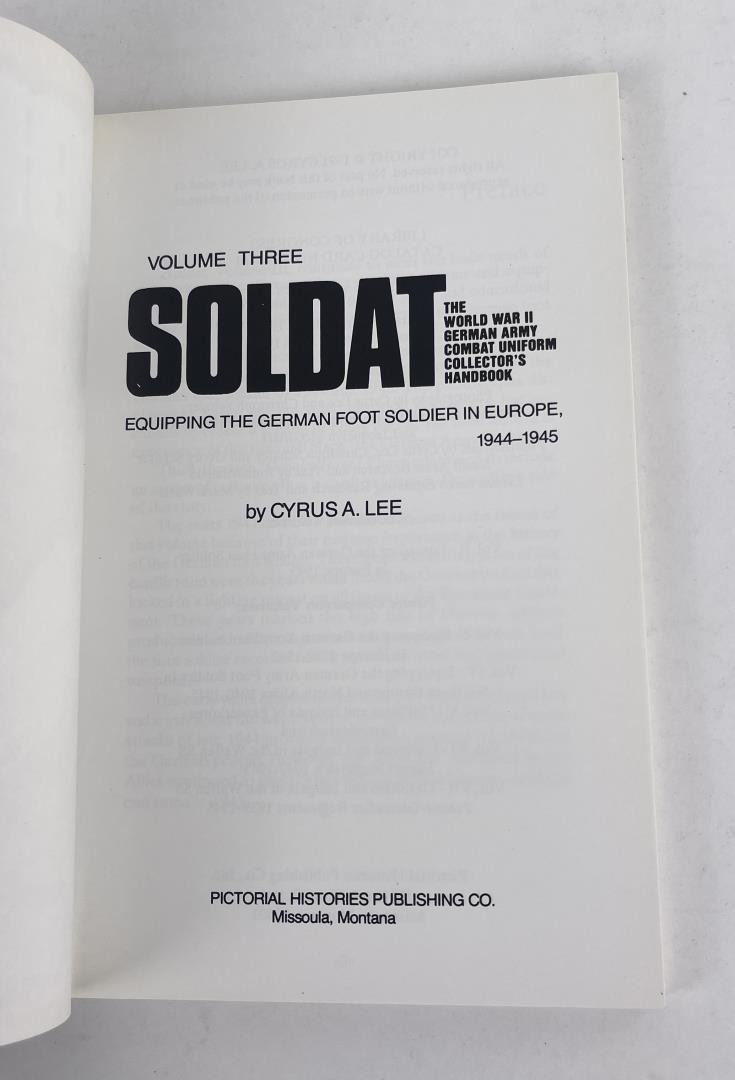 VOLUME THREE
SOLDAT
THE
WORLD WAR II
GERMAN ARMY
COMBAT UNIFORM
COLLECTOR'S
HANDBOOK
EQUIPPING THE GERMAN FOOT SOLDIER IN EUROPE,
1944–1945
by CYRUS A. LEE
PICTORIAL HISTORIES PUBLISHING CO.
Missoula, Montana